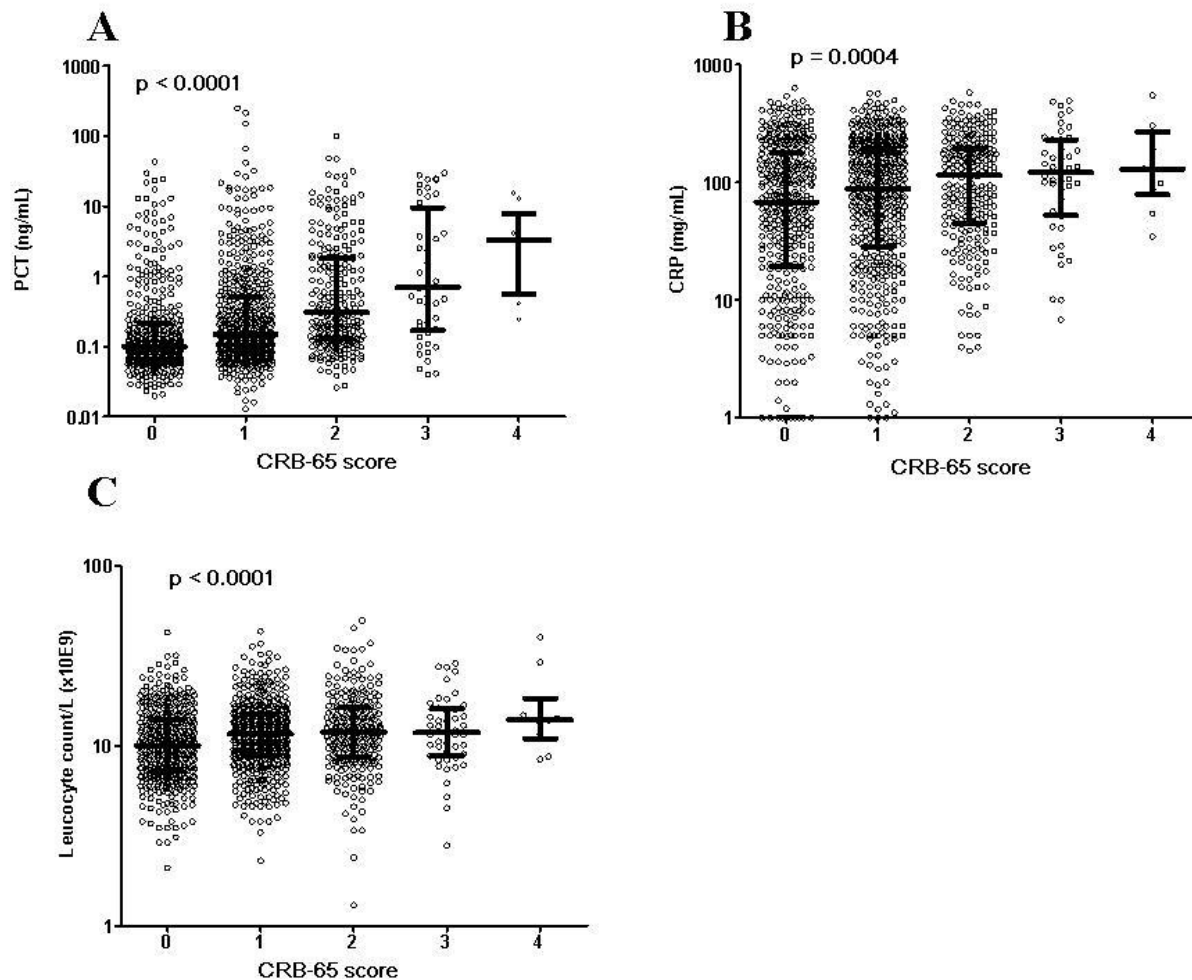 A
p < 0.0001
1000
100
10
1
0.1
0.01
PCT (ng/mL)
0 1 2 3 4
CRB-65 score
B
p = 0.0004
1000
100
10
1
CRP (mg/mL)
0 1 2 3 4
CRB-65 score
C
p < 0.0001
100
10
1
Leucocyte count/L (x10E9)
0 1 2 3 4
CRB-65 score